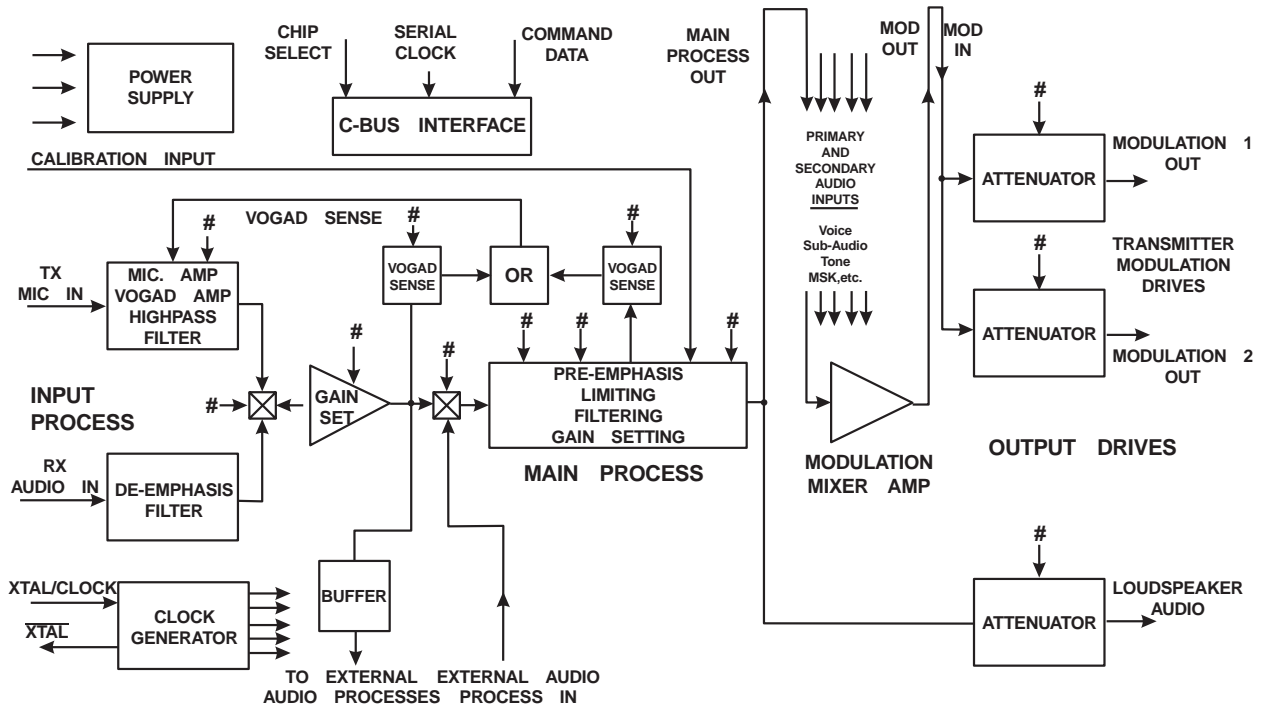 POWER
SUPPLY
CHIP
SELECT
SERIAL
CLOCK
COMMAND
DATA
C-BUS INTERFACE
CALIBRATION INPUT
VOGAD SENSE
#
#
#
VOGAD
SENSE
OR
VOGAD
SENSE
TX
MIC IN
MIC. AMP
VOGAD AMP
HIGHPASS
FILTER
INPUT
PROCESS
#
#
GAIN
SET
#
#
#
#
PRE-EMPHASIS
LIMITING
FILTERING
GAIN SETTING
MAIN PROCESS
RX
AUDIO IN
DE-EMPHASIS
FILTER
XTAL/CLOCK
XTAL
CLOCK
GENERATOR
BUFFER
TO EXTERNAL
AUDIO PROCESSES
EXTERNAL AUDIO
PROCESS IN
MAIN
PROCESS
OUT
PRIMARY
AND
SECONDARY
AUDIO
INPUTS
Voice
Sub-Audio
Tone
MSK,etc.
MODULATION
MIXER AMP
MOD
OUT
MOD
IN
#
ATTENUATOR
MODULATION 1
OUT
#
ATTENUATOR
TRANSMITTER
MODULATION
DRIVES
MODULATION 2
OUT
OUTPUT DRIVES
#
ATTENUATOR
LOUDSPEAKER
AUDIO